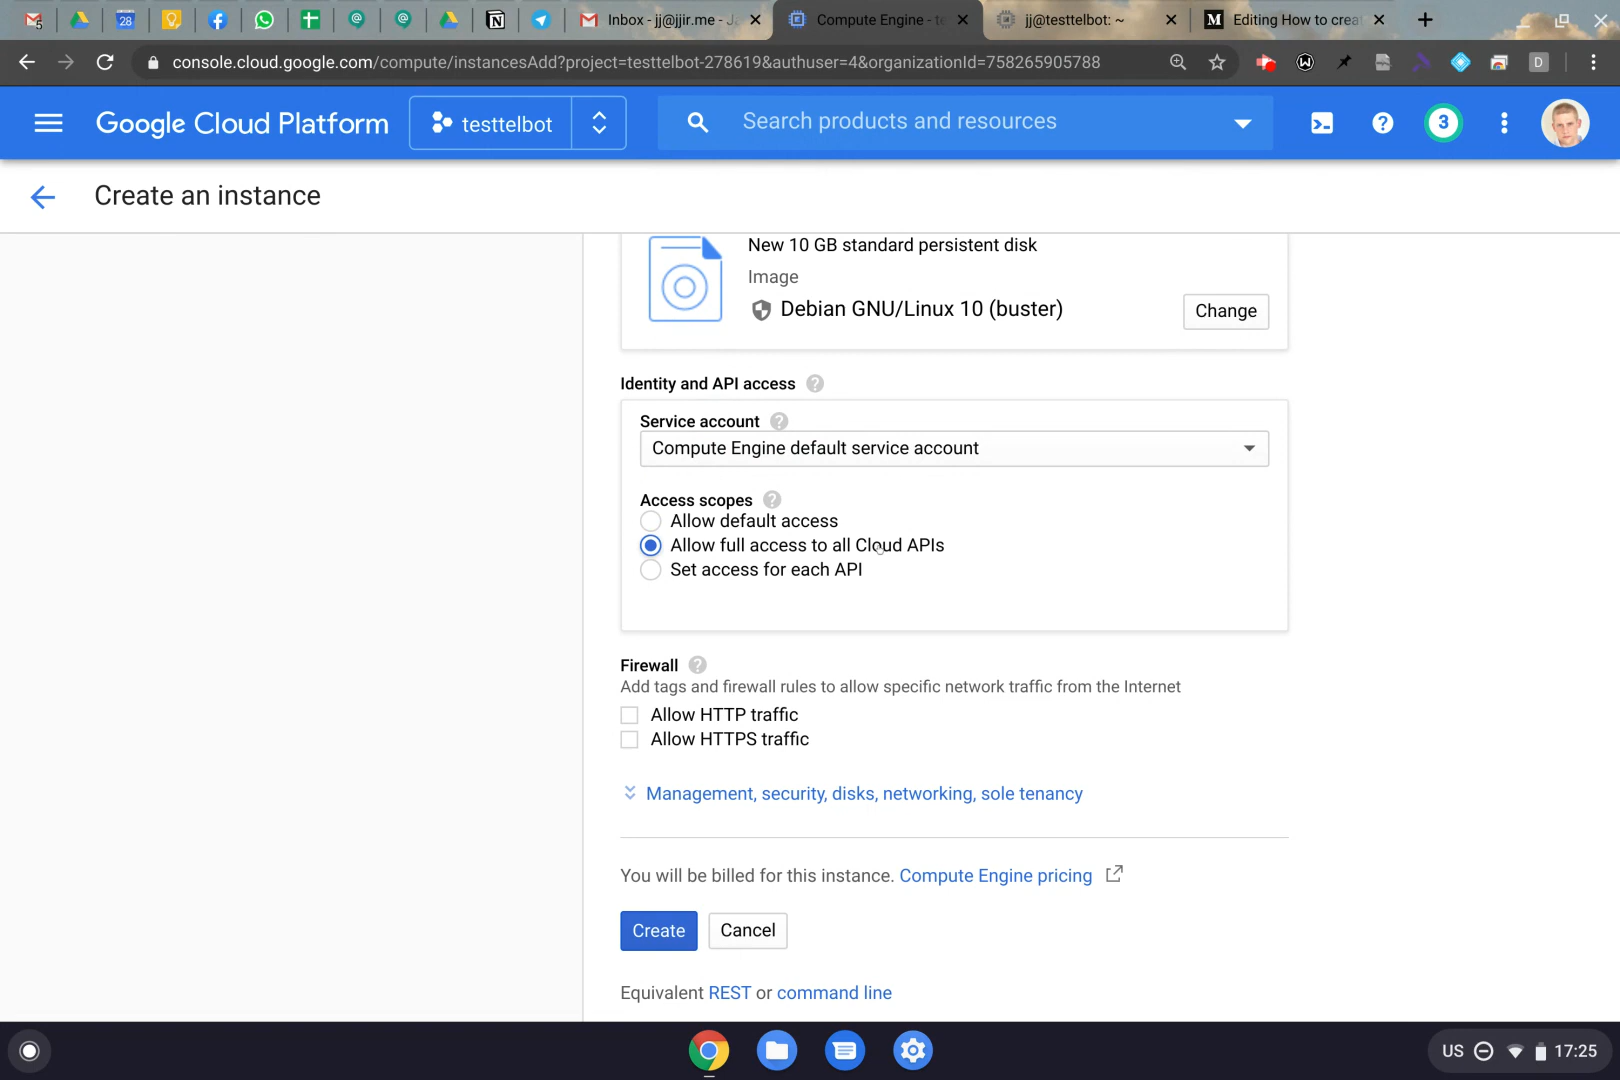 5
28
Inbox - jj@jjir.me - Ja
Compute Engine - te
jj@testtelbot: ~
M
Editing How to creat
console.cloud.google.com/compute/instancesAdd?project=testtelbot-278619&authuser=4&organizationId=758265905788
D
Google Cloud Platform
testtelbot
Search products and resources
?
3
Create an instance
New 10 GB standard persistent disk
Image
Debian GNU/Linux 10 (buster)
Change
Identity and API access ?
Service account ?
Compute Engine default service account
Access scopes ?
Allow default access
Allow full access to all Cloud APIs
Set access for each API
Firewall ?
Add tags and firewall rules to allow specific network traffic from the Internet
Allow HTTP traffic
Allow HTTPS traffic
Management, security, disks, networking, sole tenancy
You will be billed for this instance. Compute Engine pricing
Create
Cancel
Equivalent REST or command line
US
17:25